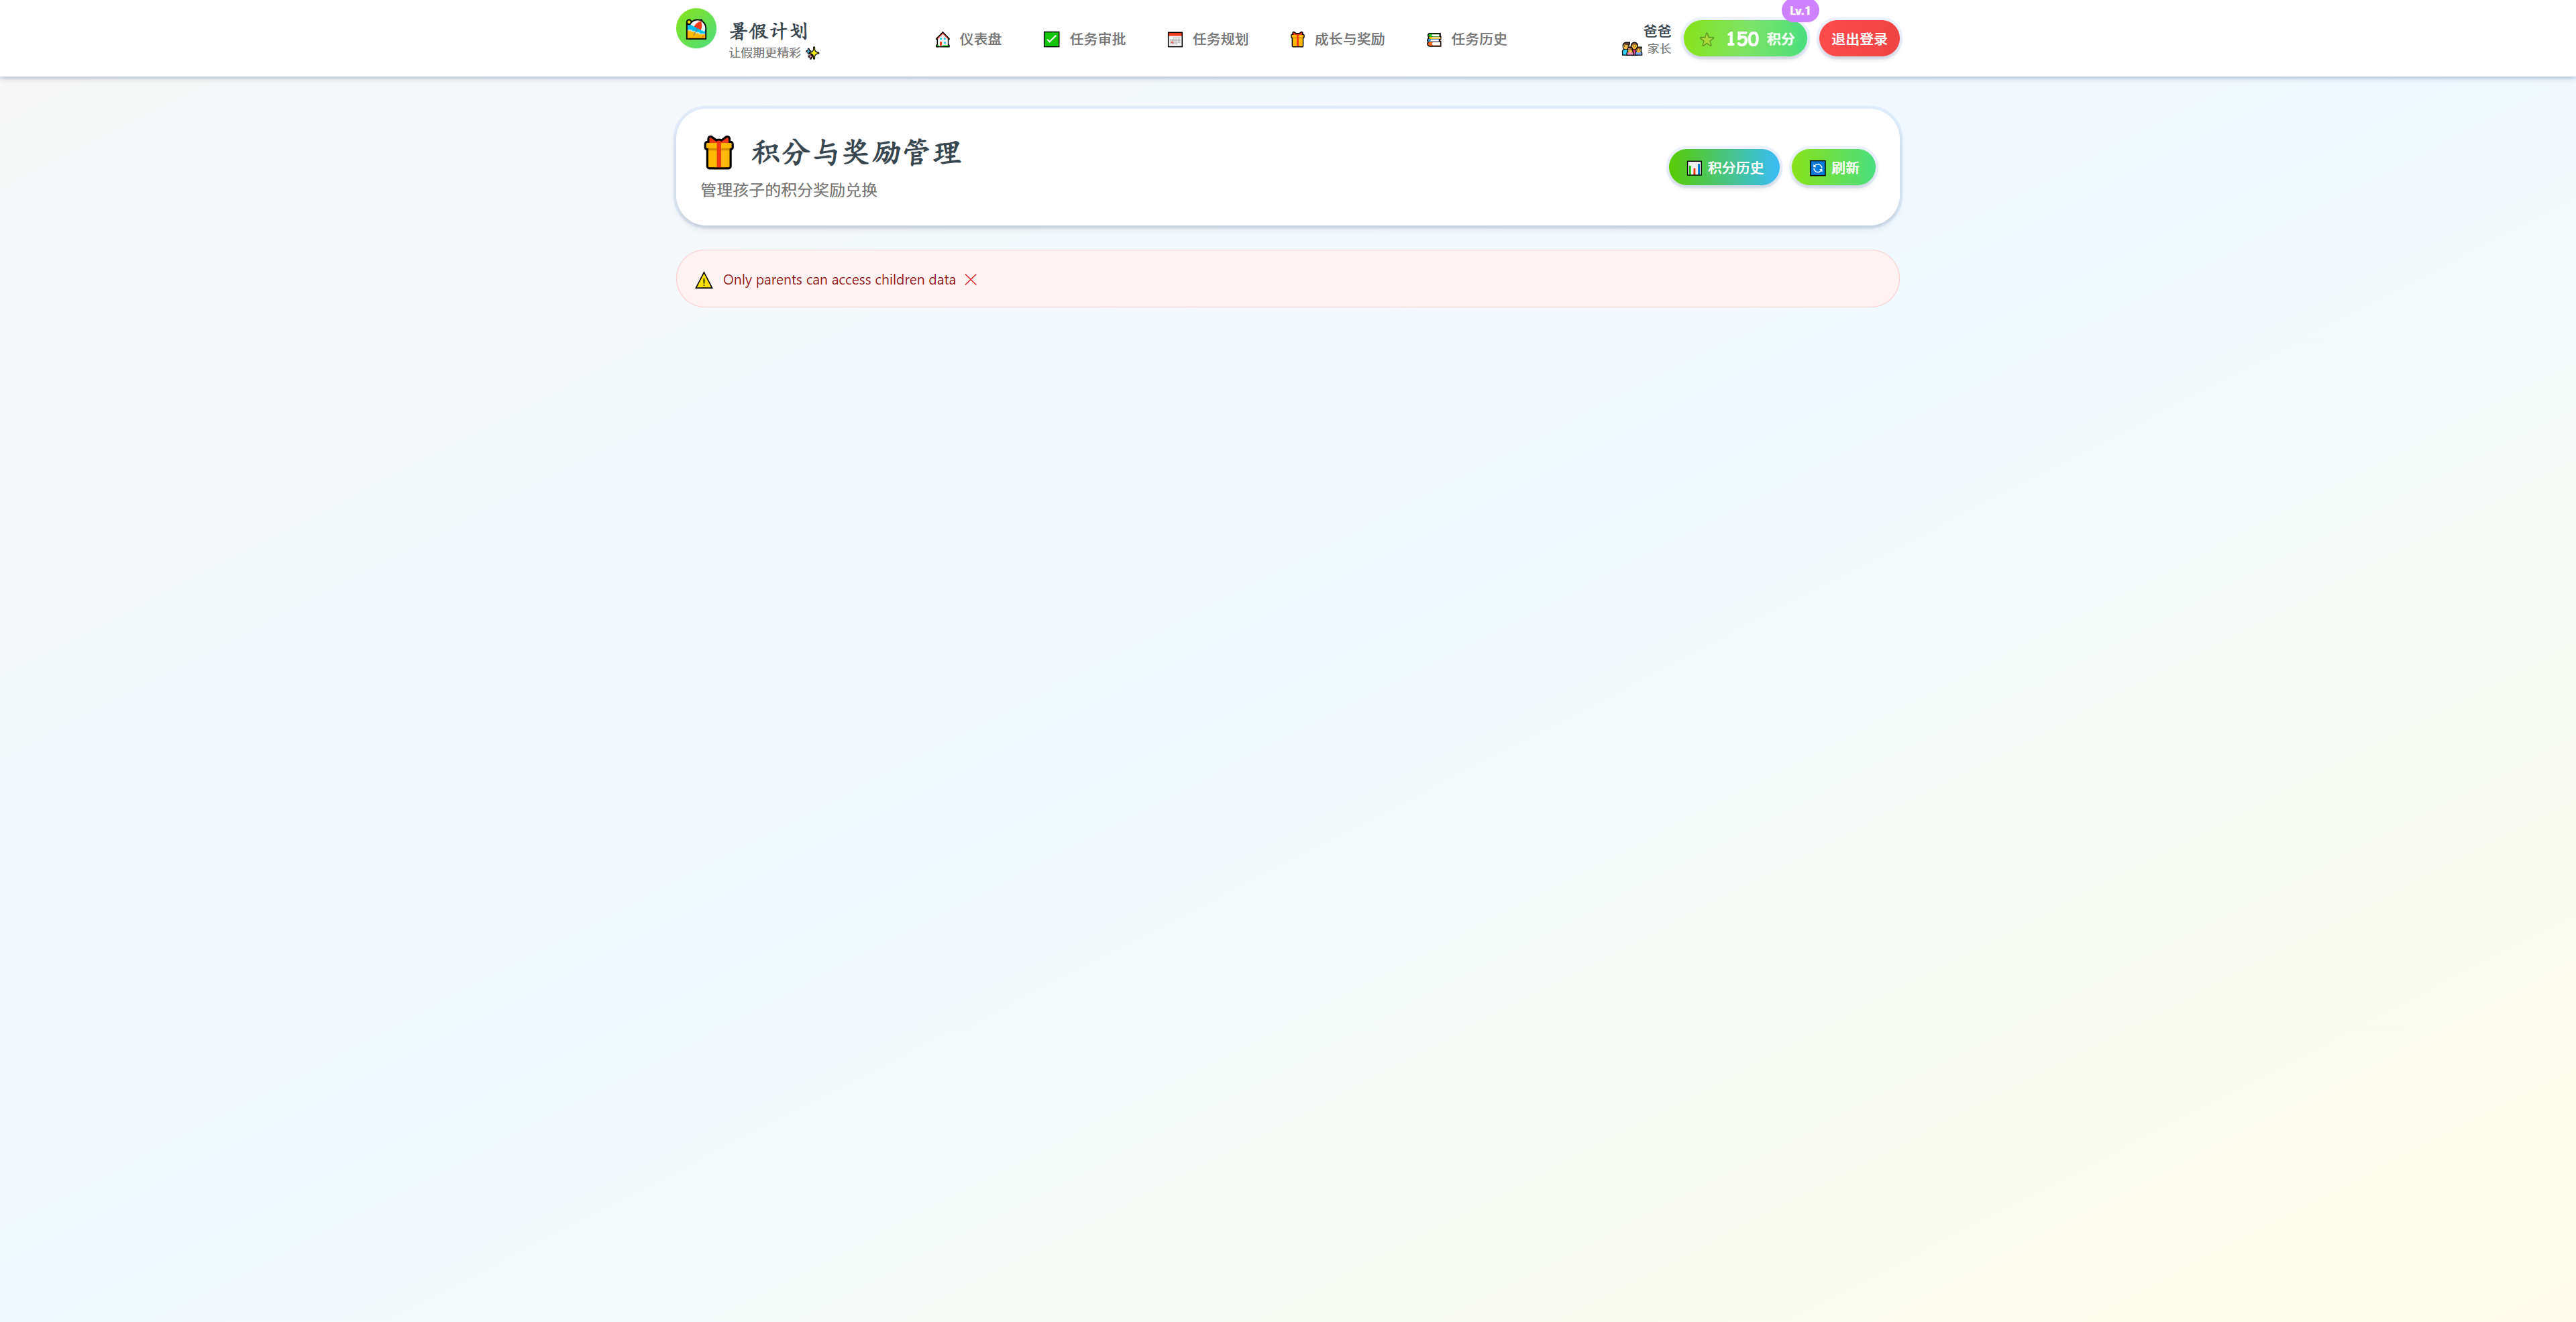 暑假计划
让假期更精彩 ✨
仪表盘
任务审批
任务规划
成长与奖励
任务历史
爸爸
家长
Lv.1
150 积分
退出登录
积分与奖励管理
管理孩子的积分奖励兑换
积分历史
刷新
Only parents can access children data